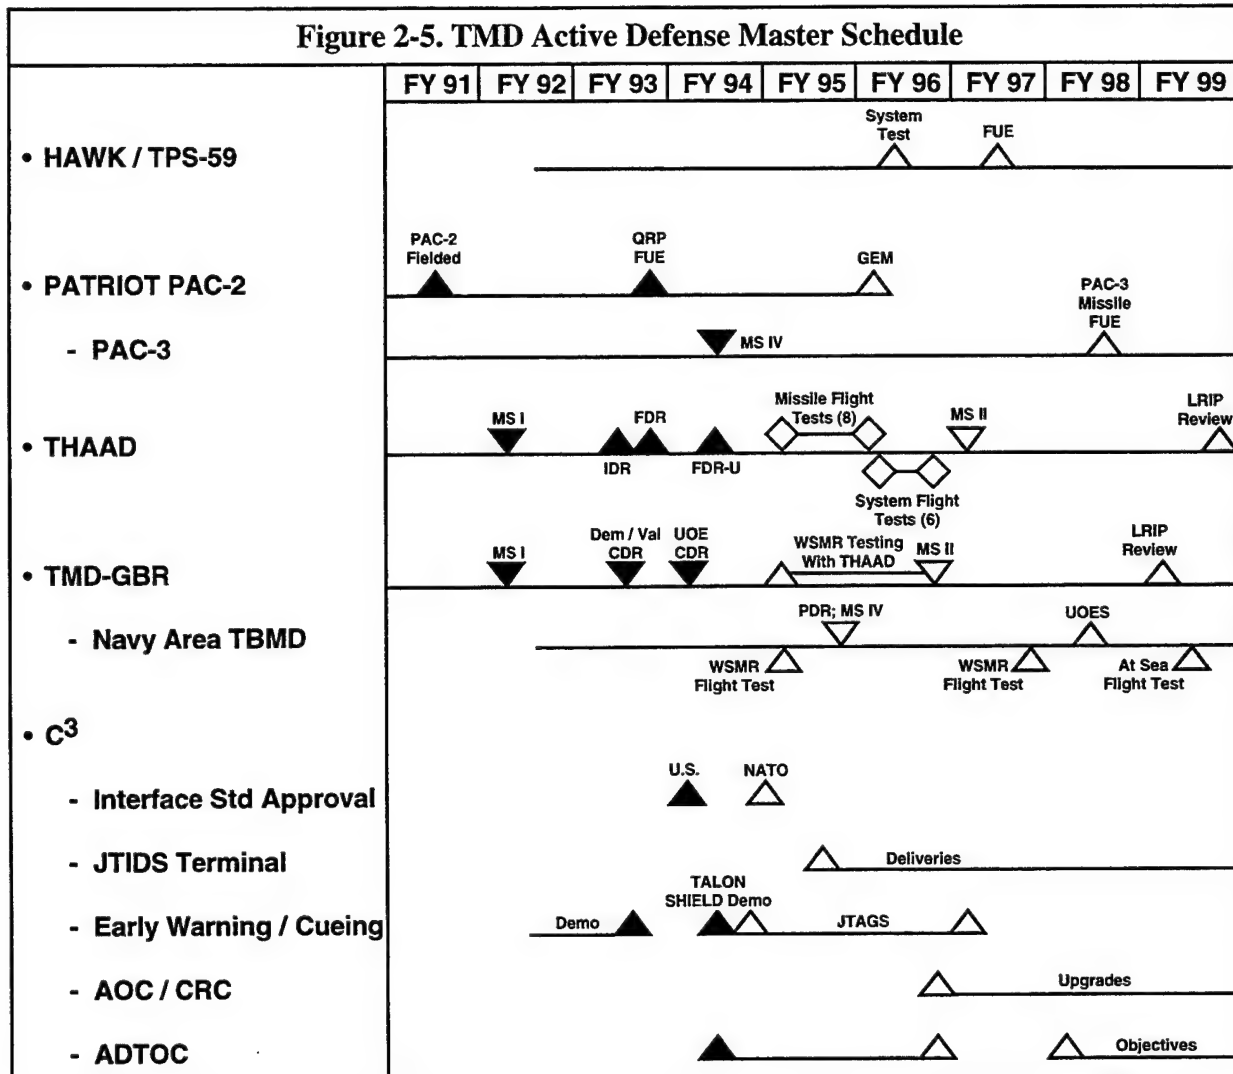 Figure 2-5. TMD Active Defense Master Schedule
FY 91 FY 92 FY 93 FY 94 FY 95 FY 96 FY 97 FY 98 FY 99
• HAWK / TPS-59
System
Test
FUE
• PATRIOT PAC-2
PAC-2
Fielded
QRP
FUE
GEM
- PAC-3
MS IV
PAC-3
Missile
FUE
• THAAD
MS I
IDR
FDR
FDR-U
Missile Flight
Tests (8)
System Flight
Tests (6)
MS II
LRIP
Review
• TMD-GBR
MS I
Dem / Val
CDR
UOE
CDR
WSMR Testing
With THAAD
MS II
LRIP
Review
- Navy Area TBMD
WSMR
Flight Test
PDR; MS IV
WSMR
Flight Test
UOES
At Sea
Flight Test
• C³
- Interface Std Approval
U.S.
NATO
- JTIDS Terminal
Deliveries
- Early Warning / Cueing
Demo
TALON
SHIELD Demo
JTAGS
- AOC / CRC
Upgrades
- ADTOC
Objectives